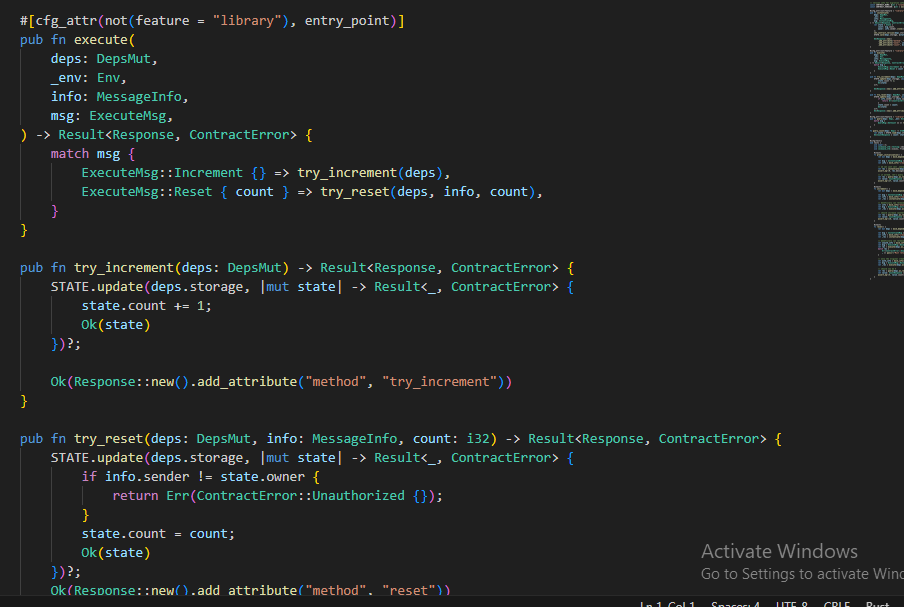 #[cfg_attr(not(feature = "library"), entry_point)]
pub fn execute(
    deps: DepsMut,
    _env: Env,
    info: MessageInfo,
    msg: ExecuteMsg,
) -> Result<Response, ContractError> {
    match msg {
        ExecuteMsg::Increment {} => try_increment(deps),
        ExecuteMsg::Reset { count } => try_reset(deps, info, count),
    }
}

pub fn try_increment(deps: DepsMut) -> Result<Response, ContractError> {
    STATE.update(deps.storage, |mut state| -> Result<_, ContractError> {
        state.count += 1;
        Ok(state)
    })?;

    Ok(Response::new().add_attribute("method", "try_increment"))
}

pub fn try_reset(deps: DepsMut, info: MessageInfo, count: i32) -> Result<Response, ContractError> {
    STATE.update(deps.storage, |mut state| -> Result<_, ContractError> {
        if info.sender != state.owner {
            return Err(ContractError::Unauthorized {});
        }
        state.count = count;
        Ok(state)
    })?;
    Ok(Response::new().add_attribute("method", "reset"))
Activate Windows
Go to Settings to activate Win
Ln 1, Col 1 Spaces: 4 UTF-8 CRLF Rust